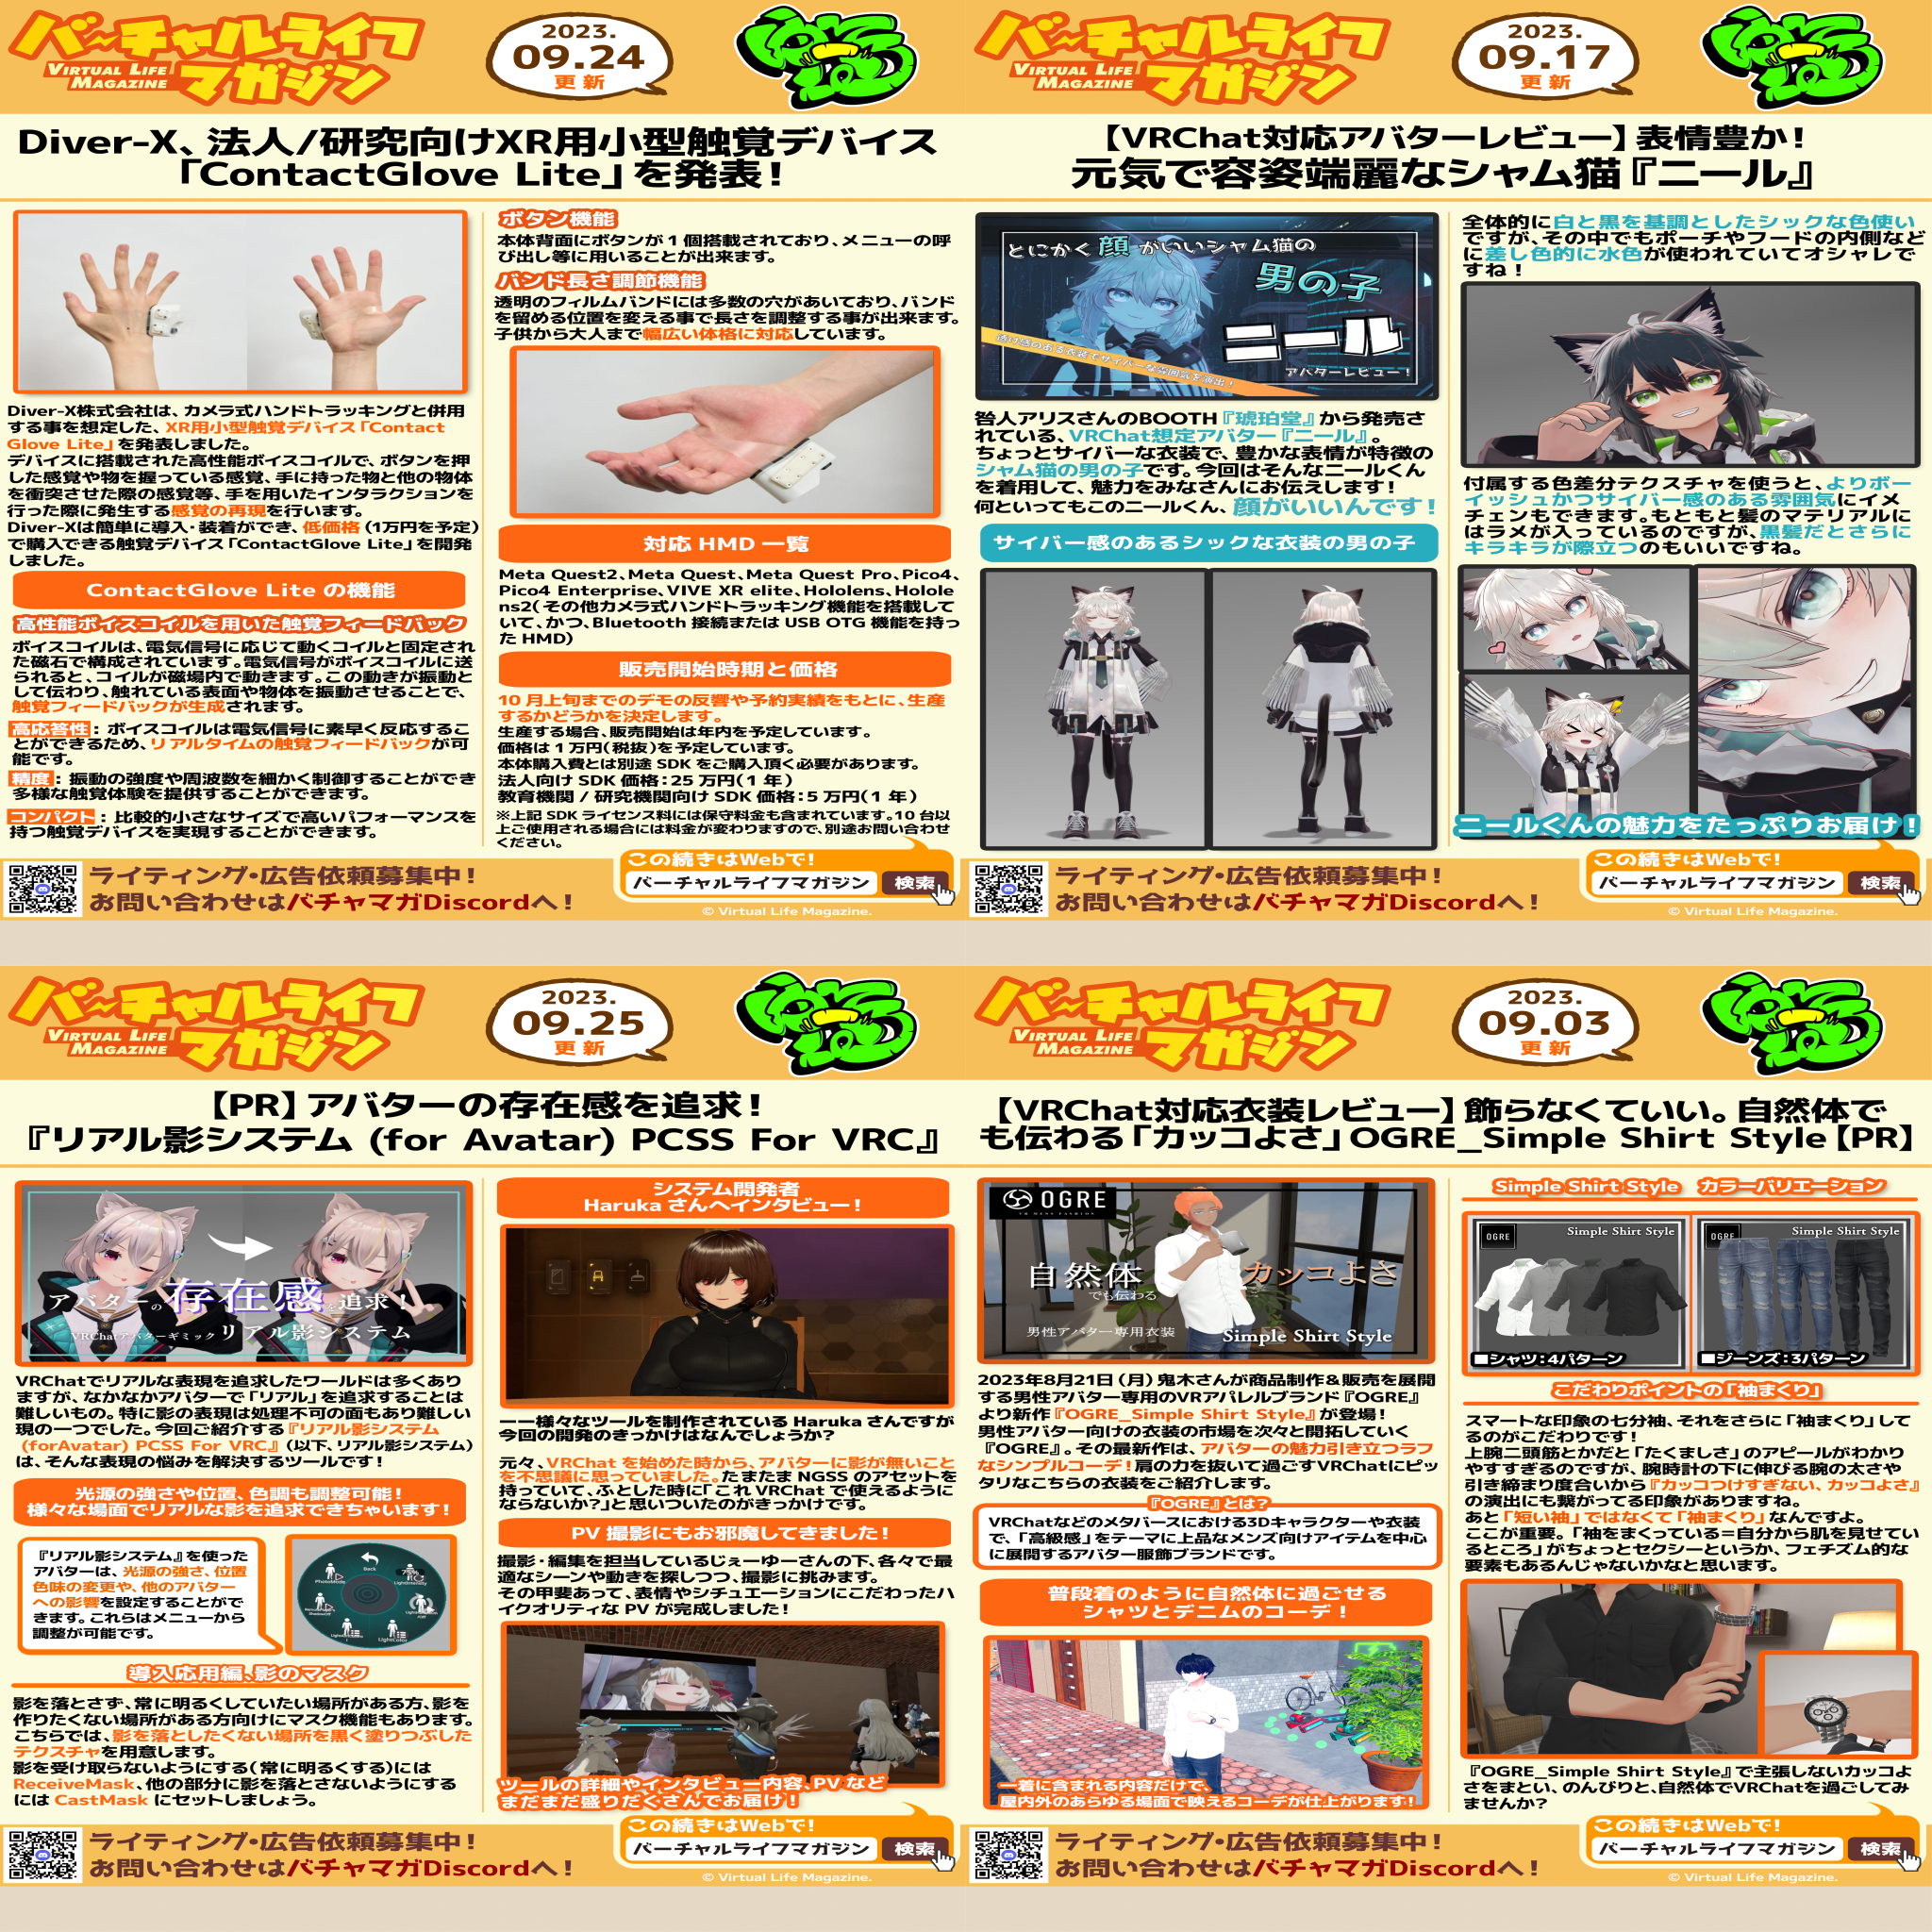 バーチャルライフ
マガジン
VIRTUAL LIFE
MAGAZINE
2023.
09.24
更新
Diver-X、法人/研究向けXR用小型触覚デバイス
「ContactGlove Lite」を発表！
Diver-X株式会社は、カメラ式ハンドトラッキングと併用
する事を想定した、XR用小型触覚デバイス「Contact
Glove Lite」を発表しました。
デバイスに搭載された高性能ボイスコイルで、ボタンを押
した感覚や物を握っている感覚、手に持った物と他の物体
を衝突させた際の感覚等、手を用いたインタラクションを
行った際に発生する感覚の再現を行います。
Diver-Xは簡単に導入・装着ができ、低価格（1万円を予定）
で購入できる触覚デバイス「ContactGlove Lite」を開発
しました。
ContactGlove Lite の機能
高性能ボイスコイルを用いた触覚フィードバック
ボイスコイルは、電気信号に応じて動くコイルと固定され
た磁石で構成されています。電気信号がボイスコイルに送
られると、コイルが磁場内で動きます。この動きが振動と
して伝わり、触れている表面や物体を振動させることで、
触覚フィードバックが生成されます。
高応答性：ボイスコイルは電気信号に素早く反応するこ
とができるため、リアルタイムの触覚フィードバックが可
能です。
精度：振動の強度や周波数を細かく制御することができ
多様な触覚体験を提供することができます。
コンパクト：比較的小さなサイズで高いパフォーマンスを
持つ触覚デバイスを実現することができます。
ボタン機能
本体背面にボタンが1個搭載されており、メニューの呼
び出し等に用いることが出来ます。
バンド長さ調節機能
透明のフィルムバンドには多数の穴があいており、バンド
を留める位置を変える事で長さを調整する事が出来ます。
子供から大人まで幅広い体格に対応しています。
対応 HMD 一覧
Meta Quest2、Meta Quest、Meta Quest Pro、Pico4、
Pico4 Enterprise、VIVE XR elite、Hololens、Holole
ns2（その他カメラ式ハンドトラッキング機能を搭載して
いて、かつ、Bluetooth 接続または USB OTG 機能を持っ
た HMD）
販売開始時期と価格
10 月上旬までのデモの反響や予約実績をもとに、生産
するかどうかを決定します。
生産する場合、販売開始は年内を予定しています。
価格は1万円（税抜）を予定しています。
本体購入費とは別途 SDK をご購入頂く必要があります。
法人向け SDK 価格：25 万円（1 年）
教育機関 / 研究機関向け SDK 価格：5 万円（1 年）
※上記 SDK ライセンス料には保守料金も含まれています。10 台以
上ご使用される場合には料金が変わりますので、別途お問い合わせ
ください。
ライティング・広告依頼募集中！
お問い合わせはバチャマガDiscordへ！
この続きはWebで！
バーチャルライフマガジン 検索
© Virtual Life Magazine.
バーチャルライフ
マガジン
VIRTUAL LIFE
MAGAZINE
2023.
09.17
更新
【VRChat対応アバターレビュー】表情豊か！
元気で容姿端麗なシャム猫『ニール』
とにかく顔がいいシャム猫の
男の子
ニール
透け感のある衣装でサイバーな雰囲気を演出！
アバターレビュー！
咎人アリスさんのBOOTH『琥珀堂』から発売さ
れている、VRChat想定アバター『ニール』。
ちょっとサイバーな衣装で、豊かな表情が特徴の
シャム猫の男の子です。今回はそんなニールくん
を着用して、魅力をみなさんにお伝えします！
何といってもこのニールくん、顔がいいんです！
サイバー感のあるシックな衣装の男の子
全体的に白と黒を基調としたシックな色使い
ですが、その中でもポーチやフードの内側など
に差し色的に水色が使われていてオシャレで
すね！
付属する色差分テクスチャを使うと、よりボー
イッシュかつサイバー感のある雰囲気にイメ
チェンもできます。もともと髪のマテリアルに
はラメが入っているのですが、黒髪だとさらに
キラキラが際立つのもいいですね。
ニールくんの魅力をたっぷりお届け！
ライティング・広告依頼募集中！
お問い合わせはバチャマガDiscordへ！
この続きはWebで！
バーチャルライフマガジン 検索
© Virtual Life Magazine.
バーチャルライフ
マガジン
VIRTUAL LIFE
MAGAZINE
2023.
09.25
更新
【PR】アバターの存在感を追求！
『リアル影システム (for Avatar) PCSS For VRC』
アバターの存在感を追求！
VRChatアバターギミック リアル影システム
VRChatでリアルな表現を追求したワールドは多くあり
ますが、なかなかアバターで「リアル」を追求することは
難しいもの。特に影の表現は処理不可の面もあり難しい
現の一つでした。今回ご紹介する『リアル影システム
(forAvatar) PCSS For VRC』（以下、リアル影システム）
は、そんな表現の悩みを解決するツールです！
光源の強さや位置、色調も調整可能！
様々な場面でリアルな影を追求できちゃいます！
『リアル影システム』を使った
アバターは、光源の強さ、位置
色味の変更や、他のアバター
への影響を設定することがで
きます。これらはメニューから
調整が可能です。
Back
導入応用編、影のマスク
影を落とさず、常に明るくしていたい場所がある方、影を
作りたくない場所がある方向けにマスク機能もあります。
こちらでは、影を落としたくない場所を黒く塗りつぶした
テクスチャを用意します。
影を受け取らないようにする（常に明るくする）には
ReceiveMask、他の部分に影を落とさないようにする
には CastMask にセットしましょう。
システム開発者
Haruka さんへインタビュー！
――様々なツールを制作されている Haruka さんですが
今回の開発のきっかけはなんでしょうか？
元々、VRChat を始めた時から、アバターに影が無いこと
を不思議に思っていました。たまたま NGSS のアセットを
持っていて、ふとした時に「これ VRChat で使えるように
ならないか？」と思いついたのがきっかけです。
PV 撮影にもお邪魔してきました！
撮影・編集を担当しているじぇーゆーさんの下、各々で最
適なシーンや動きを探しつつ、撮影に挑みます。
その甲斐あって、表情やシチュエーションにこだわったハ
イクオリティな PV が完成しました！
ツールの詳細やインタビュー内容、PV など
まだまだ盛りだくさんでお届け！
ライティング・広告依頼募集中！
お問い合わせはバチャマガDiscordへ！
この続きはWebで！
バーチャルライフマガジン 検索
© Virtual Life Magazine.
バーチャルライフ
マガジン
VIRTUAL LIFE
MAGAZINE
2023.
09.03
更新
【VRChat対応衣装レビュー】飾らなくていい。自然体で
も伝わる「カッコよさ」OGRE_Simple Shirt Style【PR】
OGRE
自然体
でも伝わる
カッコよさ
男性アバター専用衣装
Simple Shirt Style
2023年8月21日（月）鬼木さんが商品制作＆販売を展開
する男性アバター専用のVRアパレルブランド『OGRE』
より新作『OGRE_Simple Shirt Style』が登場！
男性アバター向けの衣装の市場を次々と開拓していく
『OGRE』。その最新作は、アバターの魅力引き立つラフ
なシンプルコーデ！肩の力を抜いて過ごすVRChatにピッ
タリなこちらの衣装をご紹介します。
『OGRE』とは？
VRChatなどのメタバースにおける3Dキャラクターや衣装
で、「高級感」をテーマに上品なメンズ向けアイテムを中心
に展開するアバター服飾ブランドです。
普段着のように自然体に過ごせる
シャツとデニムのコーデ！
一着に含まれる内容だけで、
屋内外のあらゆる場面で映えるコーデが仕上がります！
Simple Shirt Style カラーバリエーション
OGRE
Simple Shirt Style
■シャツ：4パターン
OGRE
Simple Shirt Style
■ジーンズ：3パターン
こだわりポイントの「袖まくり」
スマートな印象の七分袖、それをさらに「袖まくり」して
るのがこだわりです！
上腕二頭筋とかだと「たくましさ」のアピールがわかり
やすすぎるのですが、腕時計の下に伸びる腕の太さや
引き締まり度合いから『カッコつけすぎない、カッコよさ』
の演出にも繋がってる印象がありますね。
あと「短い袖」ではなくて「袖まくり」なんですよ。
ここが重要。「袖をまくっている＝自分から肌を見せてい
るところ」がちょっとセクシーというか、フェチズム的な
要素もあるんじゃないかなと思います。
『OGRE_Simple Shirt Style』で主張しないカッコよ
さをまとい、のんびりと、自然体でVRChatを過ごしてみ
ませんか？
ライティング・広告依頼募集中！
お問い合わせはバチャマガDiscordへ！
この続きはWebで！
バーチャルライフマガジン 検索
© Virtual Life Magazine.